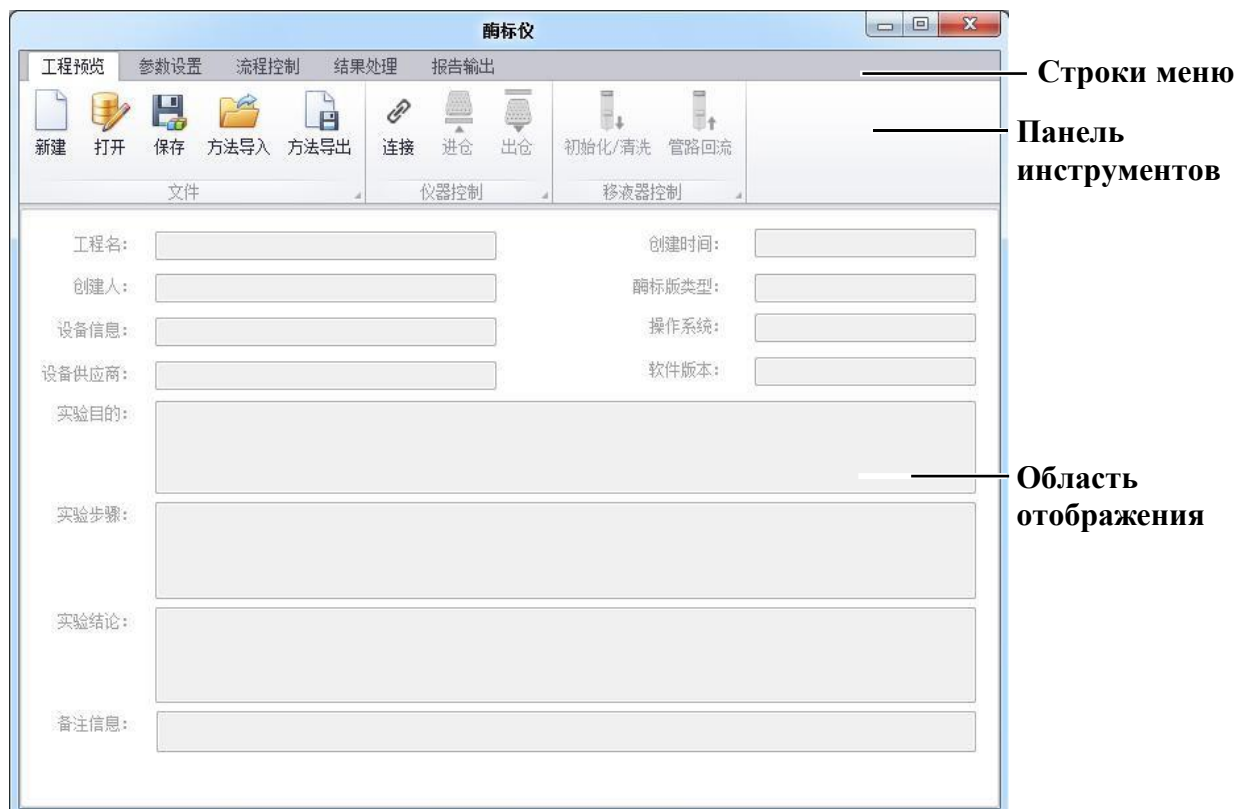 酶标仪
工程预览 参数设置 流程控制 结果处理 报告输出
Строки меню
新建 打开 保存 方法导入 方法导出 连接 进仓 出仓 初始化/清洗 管路回流
Панель
инструментов
文件 仪器控制 移液器控制
工程名: 创建时间:
创建人: 酶标版类型:
设备信息: 操作系统:
设备供应商: 软件版本:
实验目的:
Область
отображения
实验步骤:
实验结论:
备注信息: